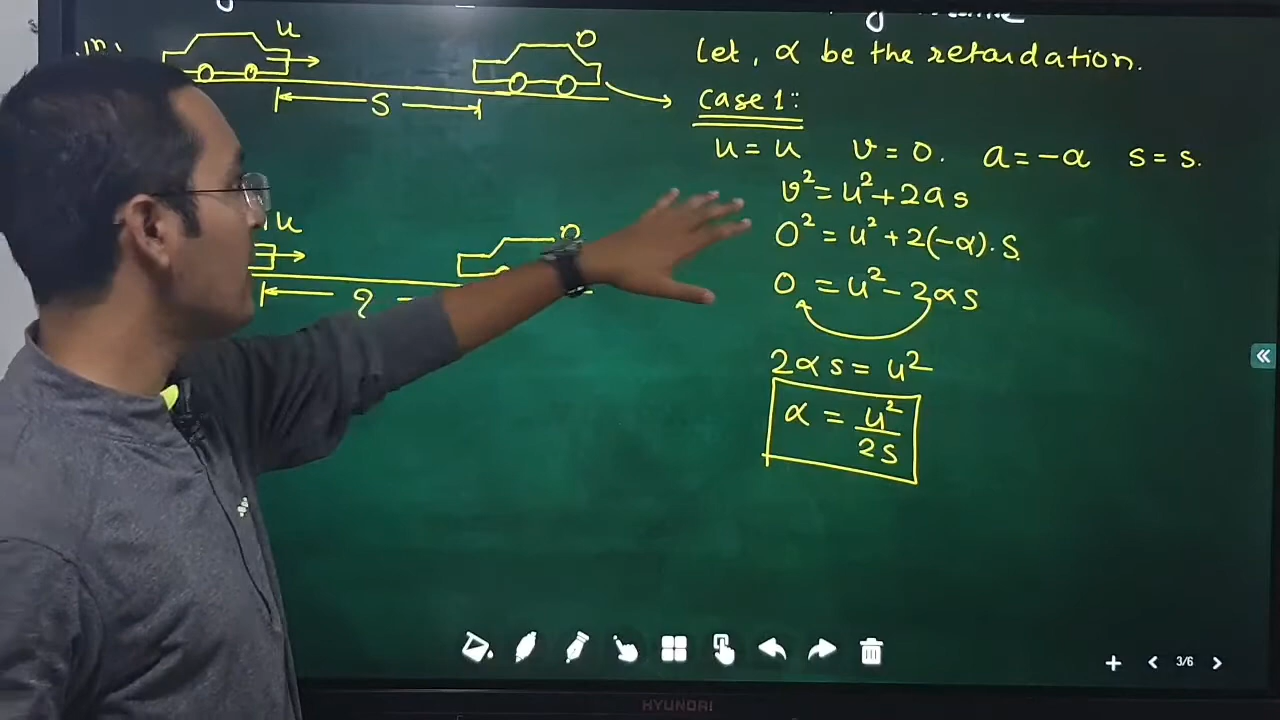 u 0
Let, α be the retardation.
S
Case 1:
u = u v = 0. a = -α s = s.
v² = u² + 2as
0² = u² + 2(-α).s
u 0
0 = u² - 2αs
2αs = u²
α = u²/2s
3/6
HYUNDAI